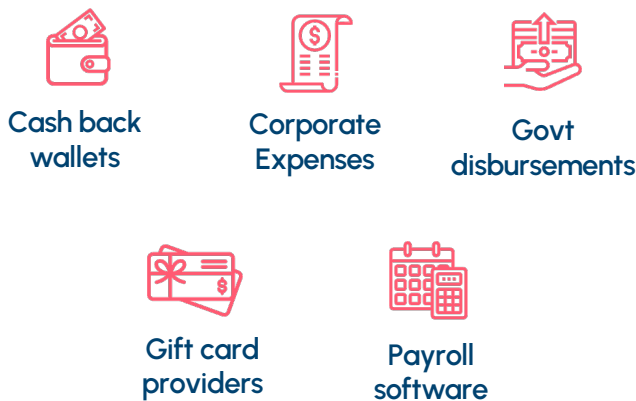 Cash back
wallets
Corporate
Expenses
Govt
disbursements
Gift card
providers
Payroll
software